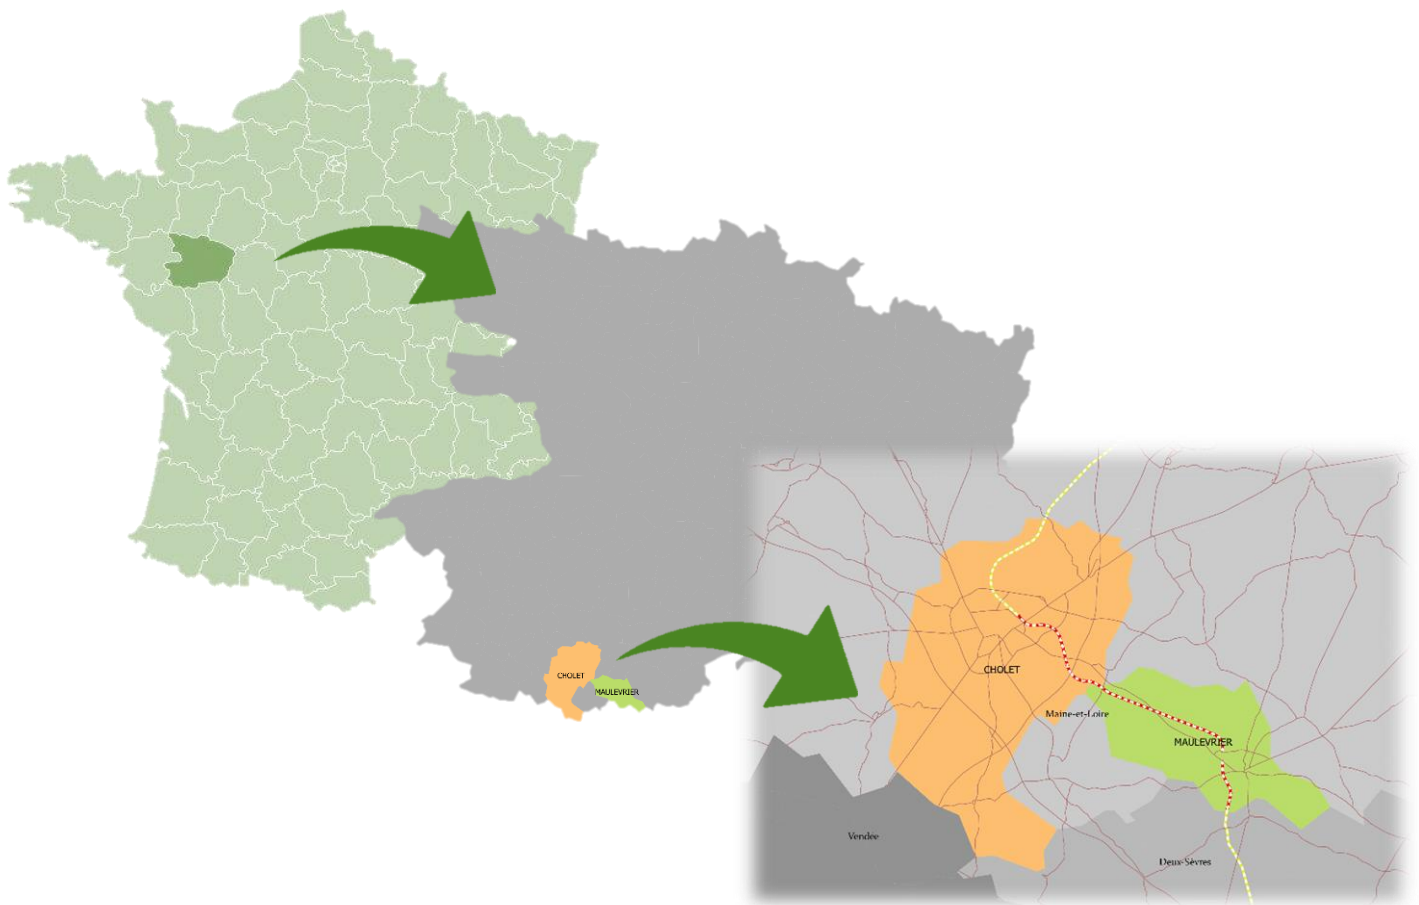 CHOLET
MAULEVRIER
CHOLET
Maine-et-Loire
MAULEVRIER
Vendée
Deux-Sèvres